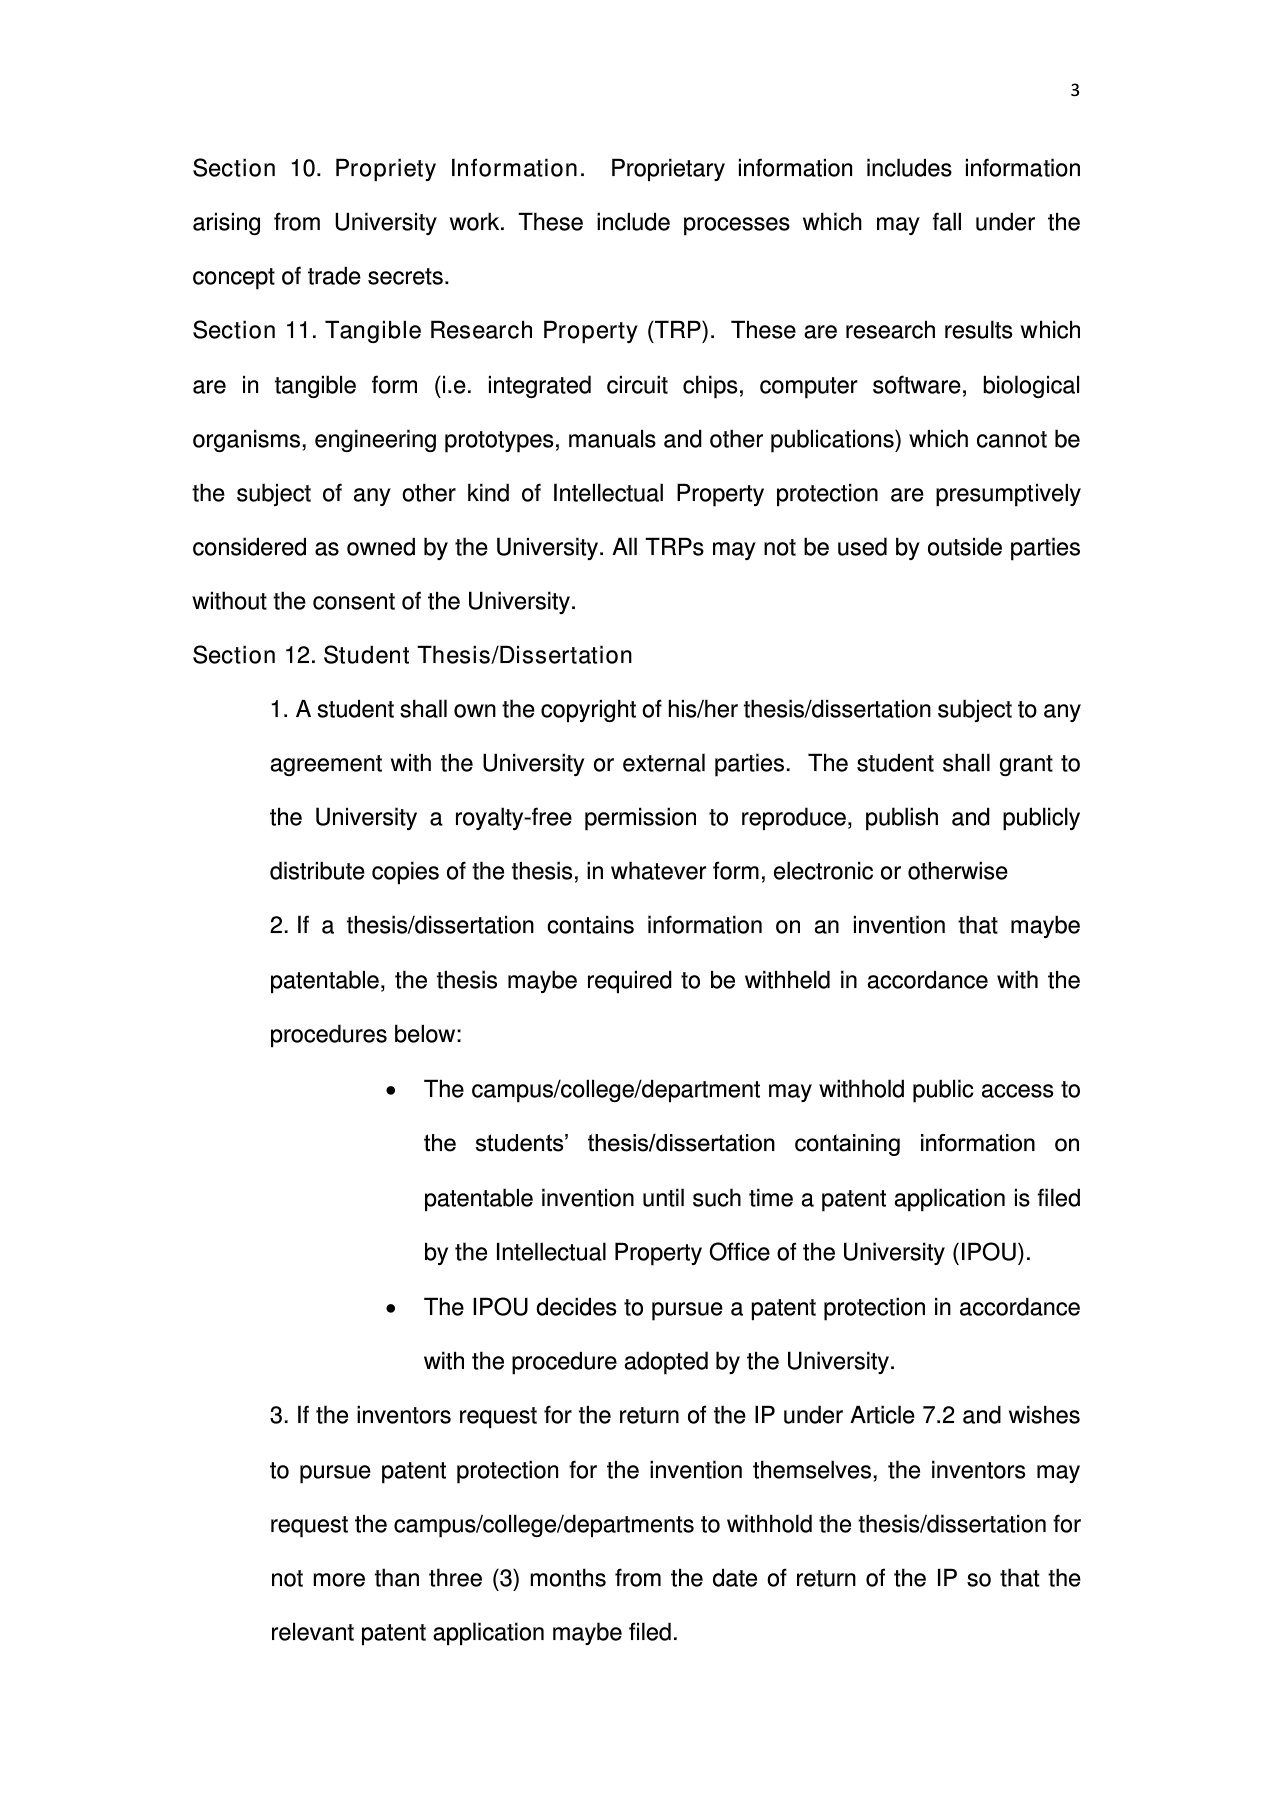 3
Section 10. Propriety Information. Proprietary information includes information
arising from University work. These include processes which may fall under the
concept of trade secrets.
Section 11. Tangible Research Property (TRP). These are research results which
are in tangible form (i.e. integrated circuit chips, computer software, biological
organisms, engineering prototypes, manuals and other publications) which cannot be
the subject of any other kind of Intellectual Property protection are presumptively
considered as owned by the University. All TRPs may not be used by outside parties
without the consent of the University.
Section 12. Student Thesis/Dissertation
1. A student shall own the copyright of his/her thesis/dissertation subject to any
agreement with the University or external parties. The student shall grant to
the University a royalty-free permission to reproduce, publish and publicly
distribute copies of the thesis, in whatever form, electronic or otherwise
2. If a thesis/dissertation contains information on an invention that maybe
patentable, the thesis maybe required to be withheld in accordance with the
procedures below:
• The campus/college/department may withhold public access to
the students’ thesis/dissertation containing information on
patentable invention until such time a patent application is filed
by the Intellectual Property Office of the University (IPOU).
• The IPOU decides to pursue a patent protection in accordance
with the procedure adopted by the University.
3. If the inventors request for the return of the IP under Article 7.2 and wishes
to pursue patent protection for the invention themselves, the inventors may
request the campus/college/departments to withhold the thesis/dissertation for
not more than three (3) months from the date of return of the IP so that the
relevant patent application maybe filed.